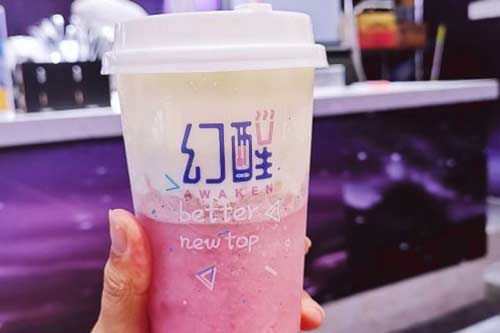 幻醒
AWAKEN
better
new top